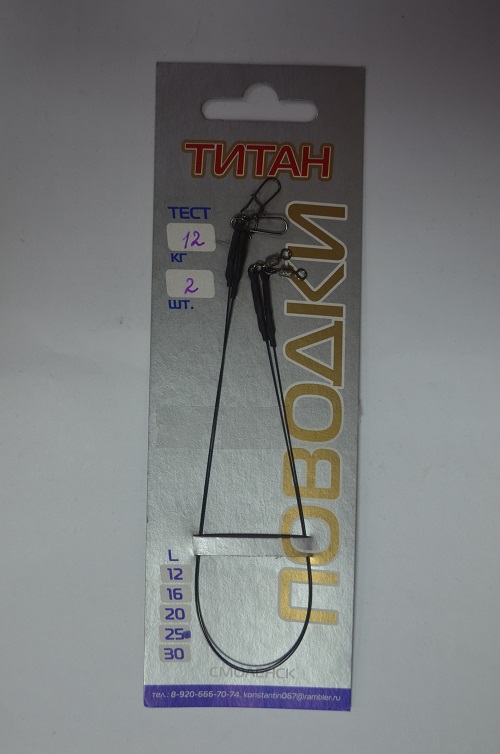 ТИТАН
ТЕСТ
12
КГ
2
ШТ.
ПОВОДКИ
L
12
16
20
25
30
СМОЛЕНСК
тел.: 8-920-666-70-74, konstantin067@rambler.ru